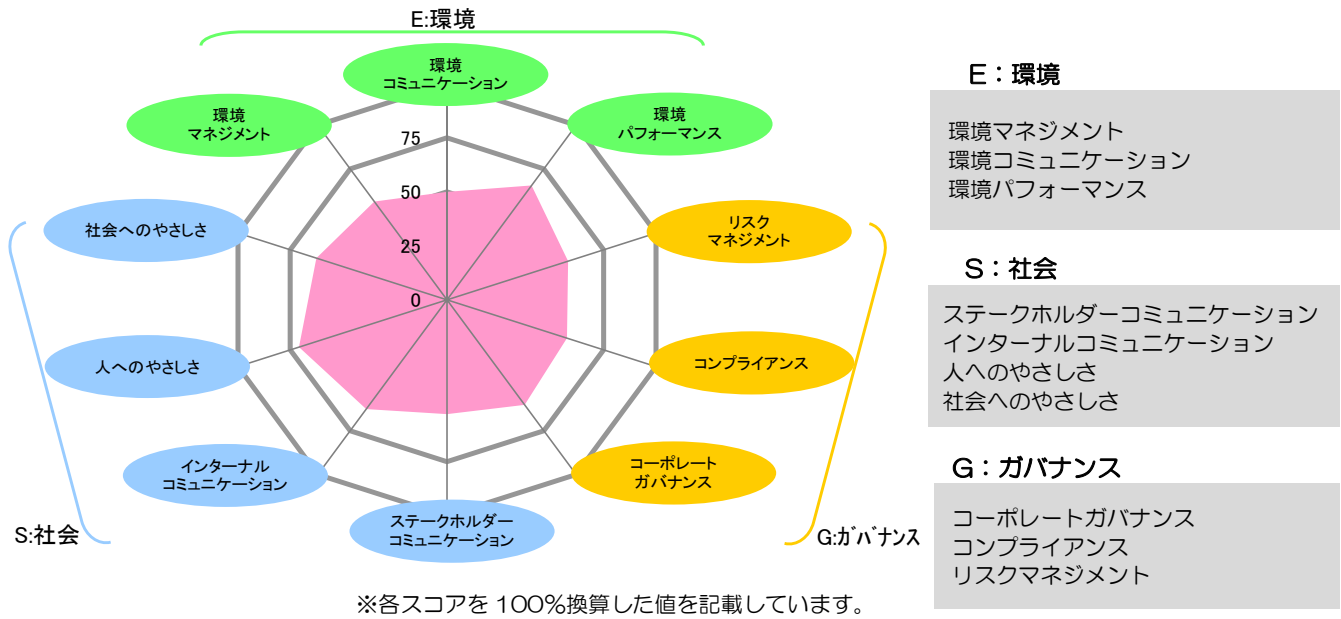 E:環境
環境
コミュニケーション
環境
マネジメント
環境
パフォーマンス
75
50
25
0
社会へのやさしさ
リスク
マネジメント
人へのやさしさ
コンプライアンス
インターナル
コミュニケーション
コーポレート
ガバナンス
ステークホルダー
コミュニケーション
S:社会
G:ガバナンス
※各スコアを100%換算した値を記載しています。
E：環境
環境マネジメント
環境コミュニケーション
環境パフォーマンス
S：社会
ステークホルダーコミュニケーション
インターナルコミュニケーション
人へのやさしさ
社会へのやさしさ
G：ガバナンス
コーポレートガバナンス
コンプライアンス
リスクマネジメント